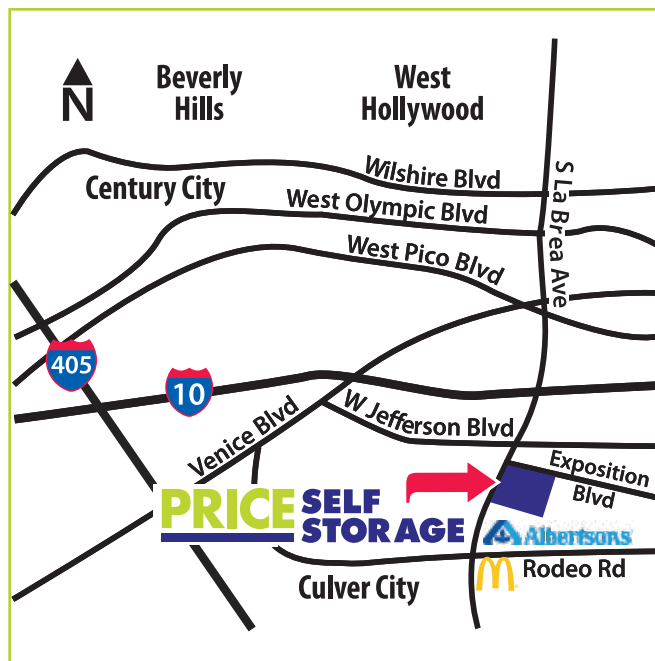 N
Beverly
Hills
West
Hollywood
Century City
Wilshire Blvd
West Olympic Blvd
West Pico Blvd
S La Brea Ave
405
10
Venice Blvd
W Jefferson Blvd
Exposition
Blvd
PRICE SELF
STORAGE
Albertsons
Rodeo Rd
Culver City